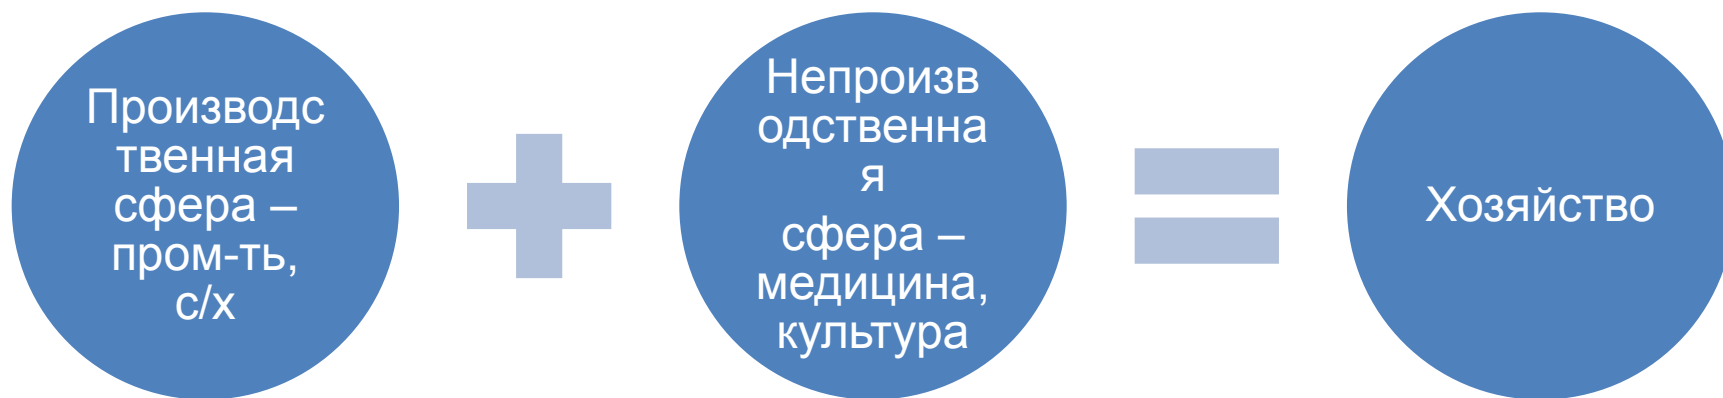 Производс
твенная
сфера –
пром-ть,
с/х
Непроизв
одственна
я
сфера –
медицина,
культура
Хозяйство